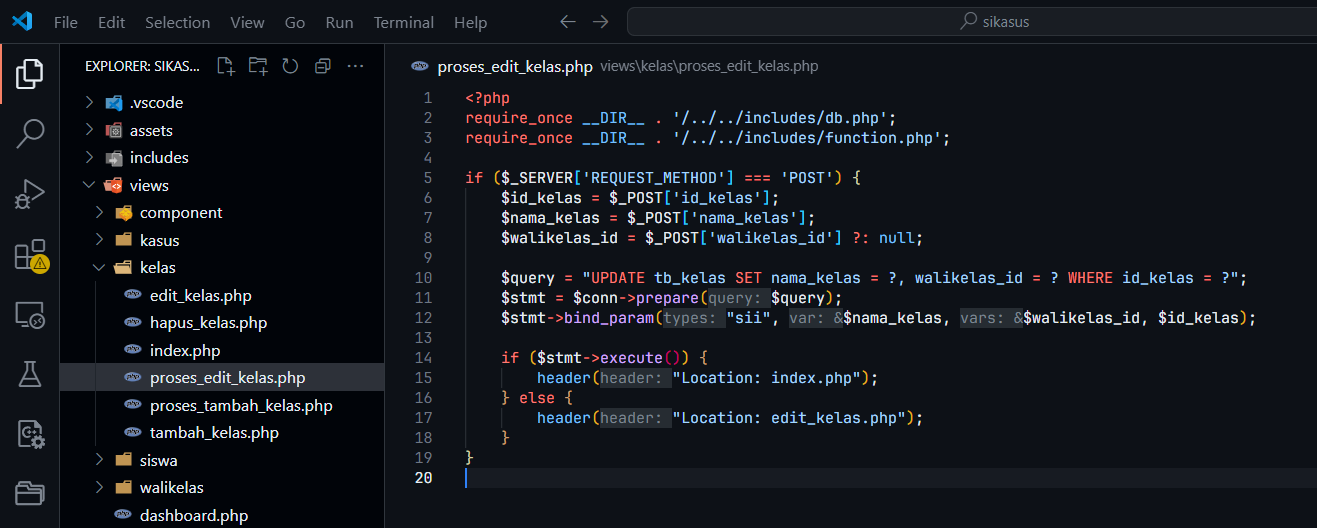 File Edit Selection View Go Run Terminal Help
sikasus
EXPLORER: SIKAS...
.vscode
assets
includes
views
component
kasus
kelas
edit_kelas.php
hapus_kelas.php
index.php
proses_edit_kelas.php
proses_tambah_kelas.php
tambah_kelas.php
siswa
walikelas
dashboard.php
php proses_edit_kelas.php views\kelas\proses_edit_kelas.php
1 <?php
2 require_once __DIR__ . '/../../includes/db.php';
3 require_once __DIR__ . '/../../includes/function.php';
4
5 if ($_SERVER['REQUEST_METHOD'] === 'POST') {
6     $id_kelas = $_POST['id_kelas'];
7     $nama_kelas = $_POST['nama_kelas'];
8     $walikelas_id = $_POST['walikelas_id'] ?: null;
9
10     $query = "UPDATE tb_kelas SET nama_kelas = ?, walikelas_id = ? WHERE id_kelas = ?";
11     $stmt = $conn->prepare(query: $query);
12     $stmt->bind_param(types: "sii", var: &$nama_kelas, vars: &$walikelas_id, $id_kelas);
13
14     if ($stmt->execute()) {
15         header(header: "Location: index.php");
16     } else {
17         header(header: "Location: edit_kelas.php");
18     }
19 }
20